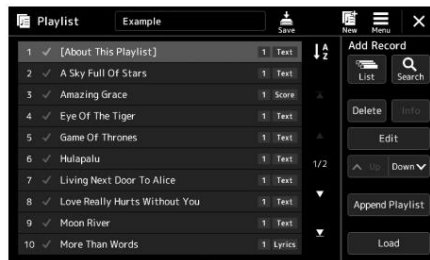 Playlist
Example
Save
New
Menu
1 [About This Playlist] 1 Text
2 A Sky Full Of Stars 1 Text
3 Amazing Grace 1 Score
4 Eye Of The Tiger 1 Text
5 Game Of Thrones 1 Text
6 Hulapalu 1 Text
7 Living Next Door To Alice 1 Text
8 Love Really Hurts Without You 1 Text
9 Moon River 1 Text
10 More Than Words 1 Lyrics
A
Z
1/2
Add Record
List
Search
Delete
Info
Edit
Up
Down
Append Playlist
Load